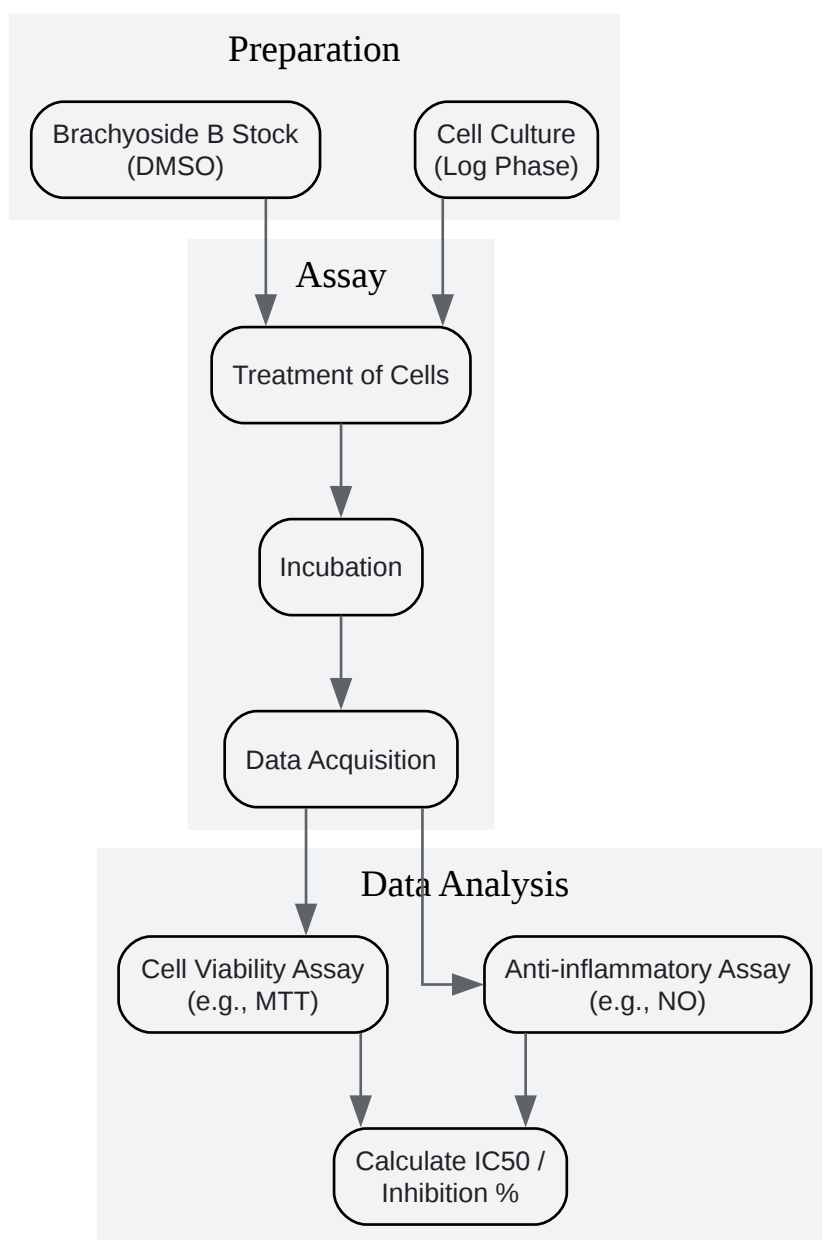 Preparation
Brachyoside B Stock
(DMSO)
Cell Culture
(Log Phase)
Assay
Treatment of Cells
Incubation
Data Acquisition
Data Analysis
Cell Viability Assay
(e.g., MTT)
Anti-inflammatory Assay
(e.g., NO)
Calculate IC50 /
Inhibition %